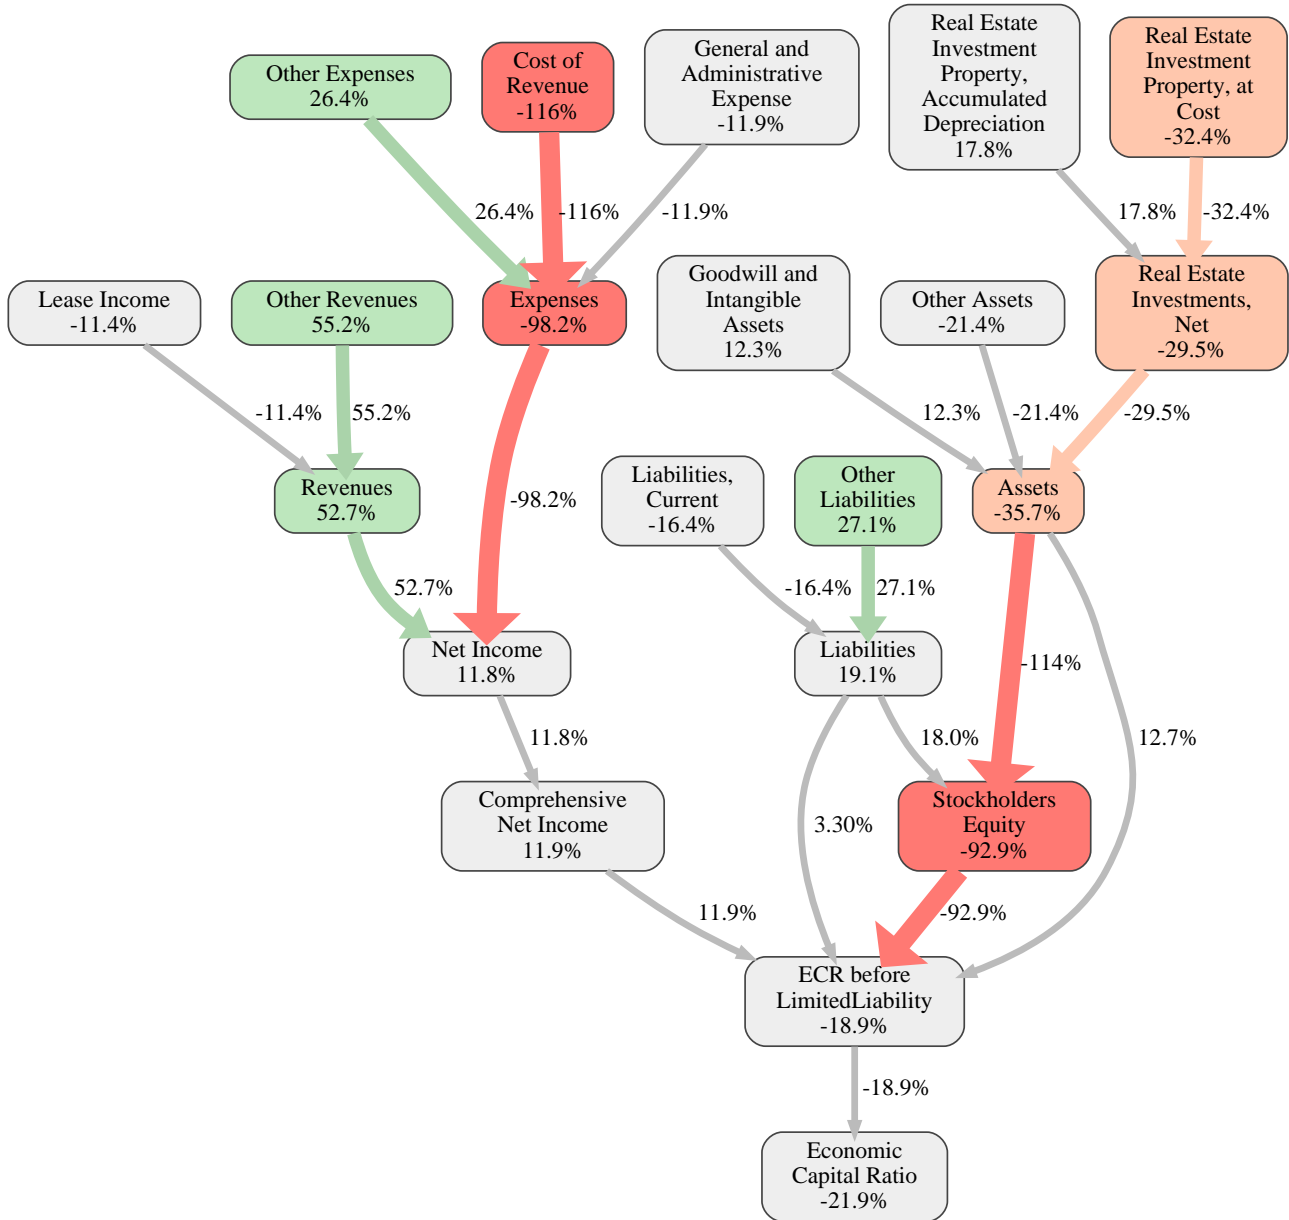 Other Expenses
26.4%
Cost of
Revenue
-116%
General and
Administrative
Expense
-11.9%
Real Estate
Investment
Property,
Accumulated
Depreciation
17.8%
Real Estate
Investment
Property, at
Cost
-32.4%
26.4%
-116%
-11.9%
17.8%
-32.4%
Lease Income
-11.4%
Other Revenues
55.2%
Expenses
-98.2%
Goodwill and
Intangible
Assets
12.3%
Other Assets
-21.4%
Real Estate
Investments,
Net
-29.5%
-11.4%
55.2%
12.3%
-21.4%
-29.5%
Revenues
52.7%
-98.2%
Liabilities,
Current
-16.4%
Other
Liabilities
27.1%
Assets
-35.7%
52.7%
-16.4%
27.1%
-114%
Net Income
11.8%
Liabilities
19.1%
11.8%
18.0%
12.7%
Comprehensive
Net Income
11.9%
3.30%
Stockholders
Equity
-92.9%
11.9%
-92.9%
ECR before
LimitedLiability
-18.9%
-18.9%
Economic
Capital Ratio
-21.9%